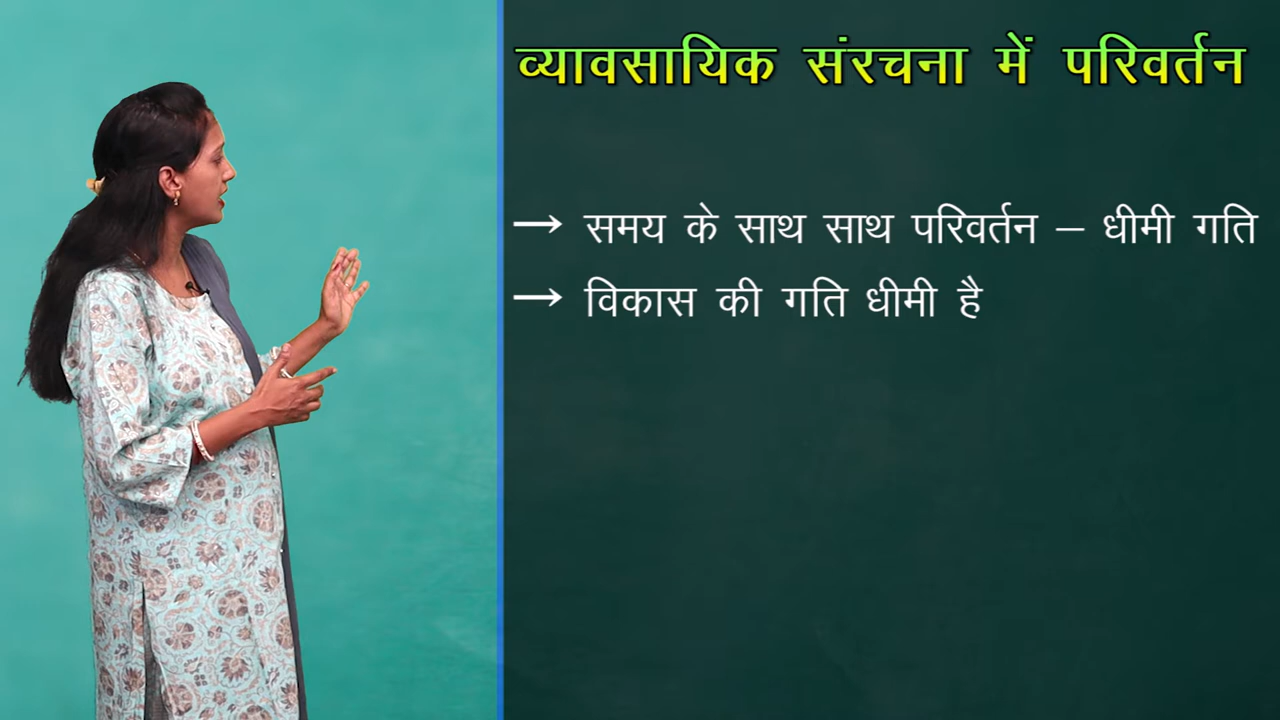 व्यावसायिक संरचना में परिवर्तन
→ समय के साथ साथ परिवर्तन – धीमी गति
→ विकास की गति धीमी है